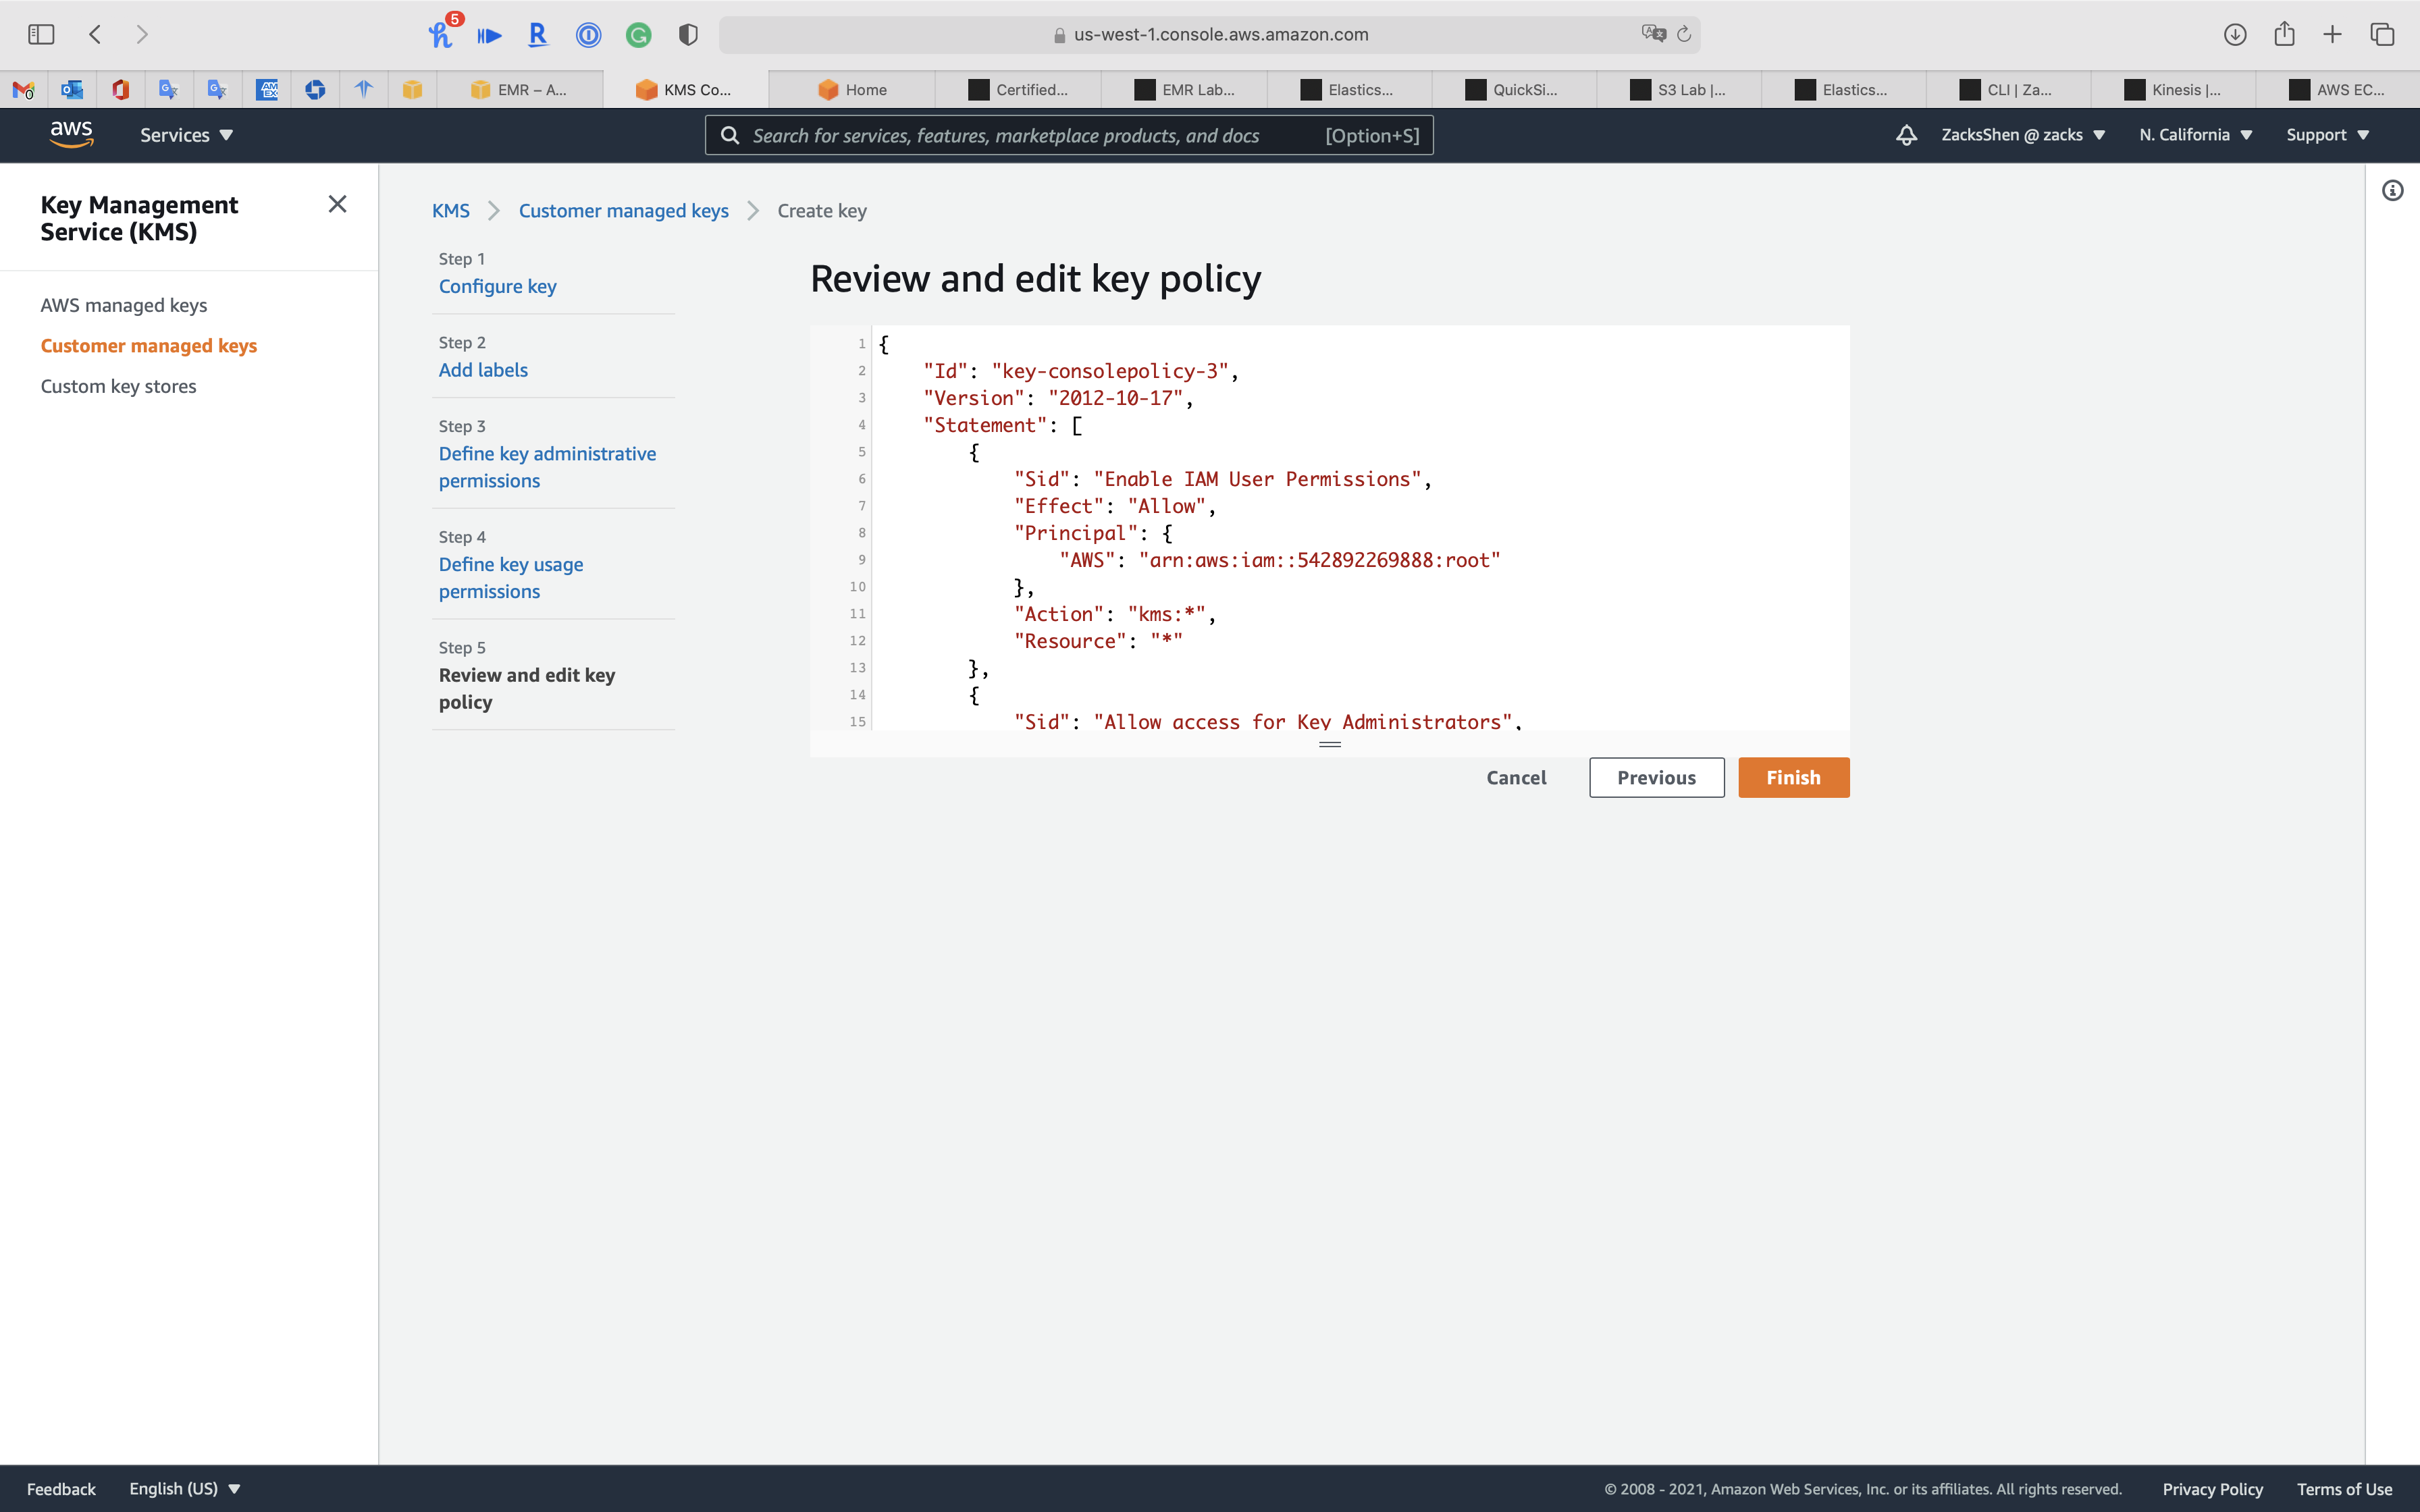 5
us-west-1.console.aws.amazon.com
EMR – A...
KMS Co...
Home
Certified...
EMR Lab...
Elastics...
QuickSi...
S3 Lab |...
Elastics...
CLI | Za...
Kinesis |...
AWS EC...
aws
Services
Search for services, features, marketplace products, and docs
[Option+S]
ZacksShen @ zacks
N. California
Support
Key Management
Service (KMS)
AWS managed keys
Customer managed keys
Custom key stores
KMS
Customer managed keys
Create key
Step 1
Configure key
Step 2
Add labels
Step 3
Define key administrative
permissions
Step 4
Define key usage
permissions
Step 5
Review and edit key
policy
Review and edit key policy
1 {
2 "Id": "key-consolepolicy-3",
3 "Version": "2012-10-17",
4 "Statement": [
5 {
6 "Sid": "Enable IAM User Permissions",
7 "Effect": "Allow",
8 "Principal": {
9 "AWS": "arn:aws:iam::542892269888:root"
10 },
11 "Action": "kms:*",
12 "Resource": "*"
13 },
14 {
15 "Sid": "Allow access for Key Administrators",
Cancel
Previous
Finish
Feedback
English (US)
© 2008 - 2021, Amazon Web Services, Inc. or its affiliates. All rights reserved.
Privacy Policy
Terms of Use